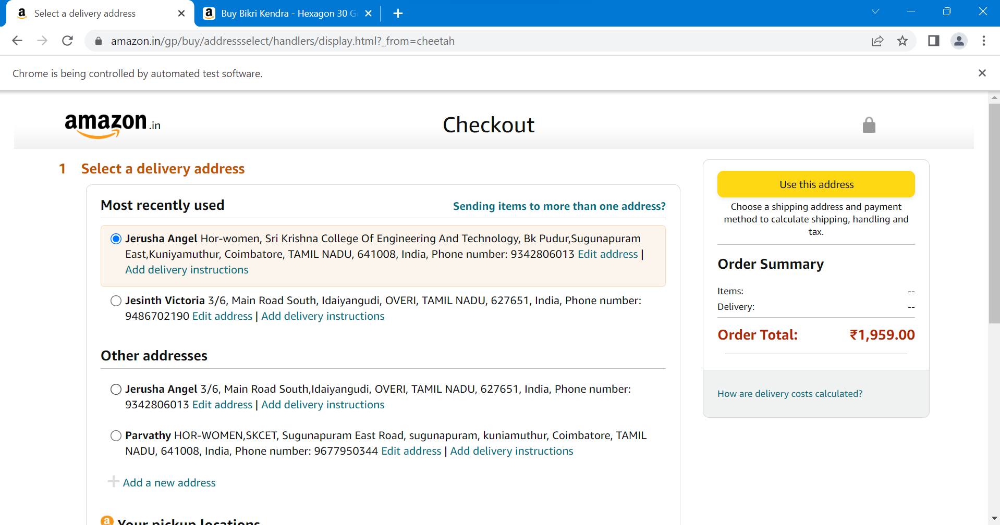 Select a delivery address
Buy Bikri Kendra - Hexagon 30 G
amazon.in/gp/buy/addressselect/handlers/display.html?_from=cheetah
Chrome is being controlled by automated test software.
amazon.in
Checkout
1 Select a delivery address
Most recently used
Sending items to more than one address?
Jerusha Angel Hor-women, Sri Krishna College Of Engineering And Technology, Bk Pudur,Sugunapuram
East,Kuniyamuthur, Coimbatore, TAMIL NADU, 641008, India, Phone number: 9342806013 Edit address |
Add delivery instructions
Jesinth Victoria 3/6, Main Road South, Idaiyangudi, OVERI, TAMIL NADU, 627651, India, Phone number:
9486702190 Edit address | Add delivery instructions
Other addresses
Jerusha Angel 3/6, Main Road South,Idaiyangudi, OVERI, TAMIL NADU, 627651, India, Phone number:
9342806013 Edit address | Add delivery instructions
Parvathy HOR-WOMEN,SKCET, Sugunapuram East Road, sugunapuram, kuniamuthur, Coimbatore, TAMIL
NADU, 641008, India, Phone number: 9677950344 Edit address | Add delivery instructions
Add a new address
Your pickup locations
Use this address
Choose a shipping address and payment
method to calculate shipping, handling and
tax.
Order Summary
Items: --
Delivery: --
Order Total: ₹1,959.00
How are delivery costs calculated?